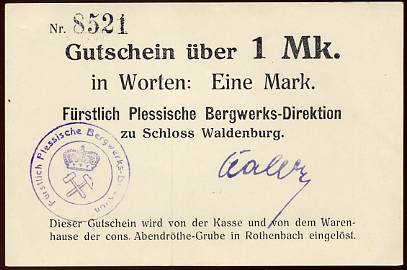 Nr. 8521
Gutschein über 1 Mk.
in Worten: Eine Mark.
Fürstlich Plessische Bergwerks-Direktion
zu Schloss Waldenburg.
Fürstlich Plessische Bergwerks-Direction
Dieser Gutschein wird von der Kasse und von dem Waren-
hause der cons. Abendröthe-Grube in Rothenbach eingelöst.